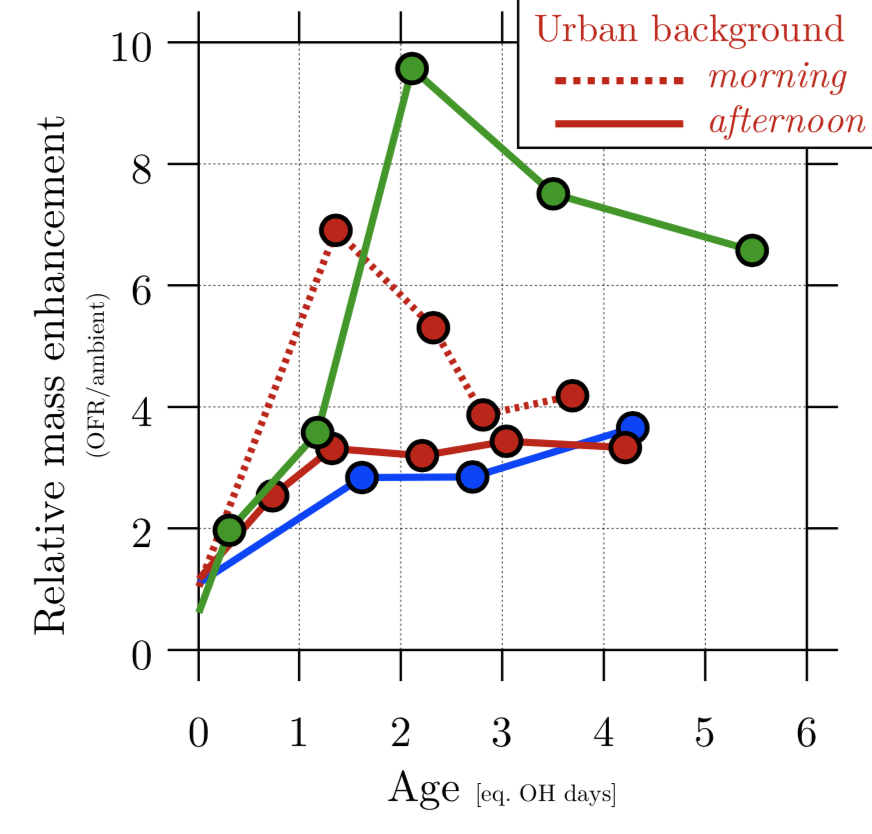 Urban background
morning
afternoon
10
8
6
4
2
0
Relative mass enhancement
(OFR/ambient)
0 1 2 3 4 5 6
Age [eq. OH days]